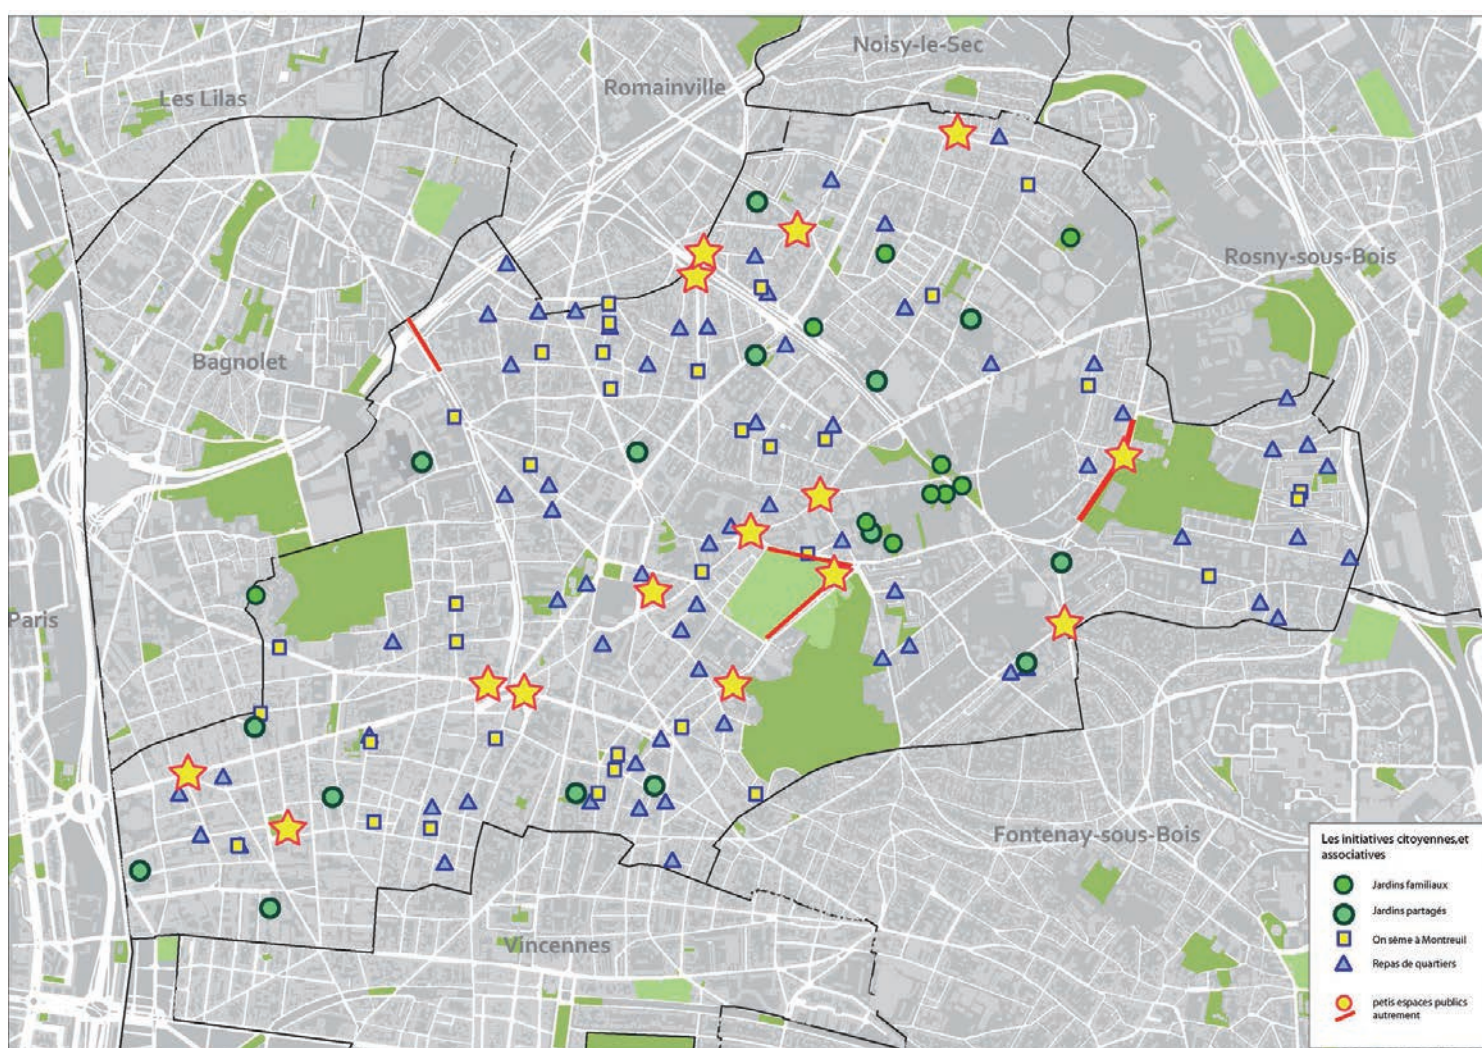 Noisy-le-Sec
Romainville
Les Lilas
Rosny-sous-Bois
Bagnolet
Paris
Fontenay-sous-Bois
Vincennes
Les initiatives citoyennes,et
associatives
Jardins familiaux
Jardins partagés
On sème à Montreuil
Repas de quartiers
petis espaces publics
autrement